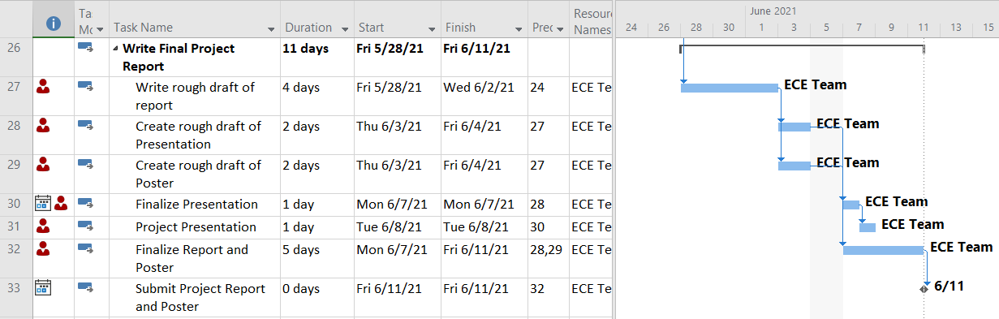 Ta Mo
Task Name
Duration
Start
Finish
Prec
Resour Names
June 2021
24 26 28 30 1 3 5 7 9 11 13 15
26 Write Final Project Report 11 days Fri 5/28/21 Fri 6/11/21
27 Write rough draft of report 4 days Fri 5/28/21 Wed 6/2/21 24 ECE Te
ECE Team
28 Create rough draft of Presentation 2 days Thu 6/3/21 Fri 6/4/21 27 ECE Te
ECE Team
29 Create rough draft of Poster 2 days Thu 6/3/21 Fri 6/4/21 27 ECE Te
ECE Team
30 Finalize Presentation 1 day Mon 6/7/21 Mon 6/7/21 28 ECE Te
ECE Team
31 Project Presentation 1 day Tue 6/8/21 Tue 6/8/21 30 ECE Te
ECE Team
32 Finalize Report and Poster 5 days Mon 6/7/21 Fri 6/11/21 28,29 ECE Te
ECE Team
33 Submit Project Report and Poster 0 days Fri 6/11/21 Fri 6/11/21 32 ECE Te
6/11